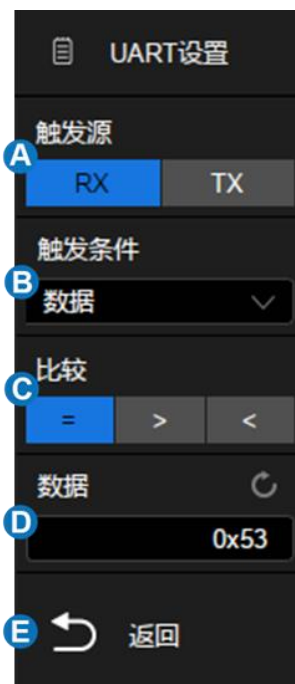 UART设置
触发源
A
RX TX
触发条件
B
数据
比较
C
= > <
数据
D
0x53
E 返回